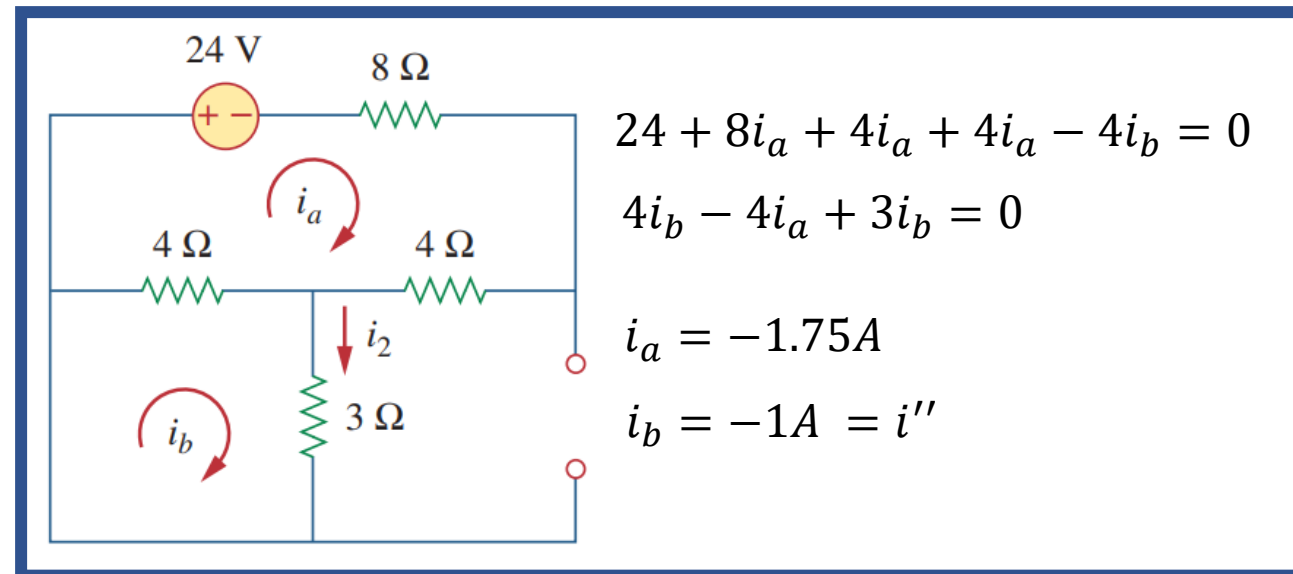 24 V
8 Ω
+ −
i_a
4 Ω
4 Ω
i_2
3 Ω
i_b
24 + 8i_a + 4i_a + 4i_a − 4i_b = 0
4i_b − 4i_a + 3i_b = 0
i_a = −1.75A
i_b = −1A = i′′